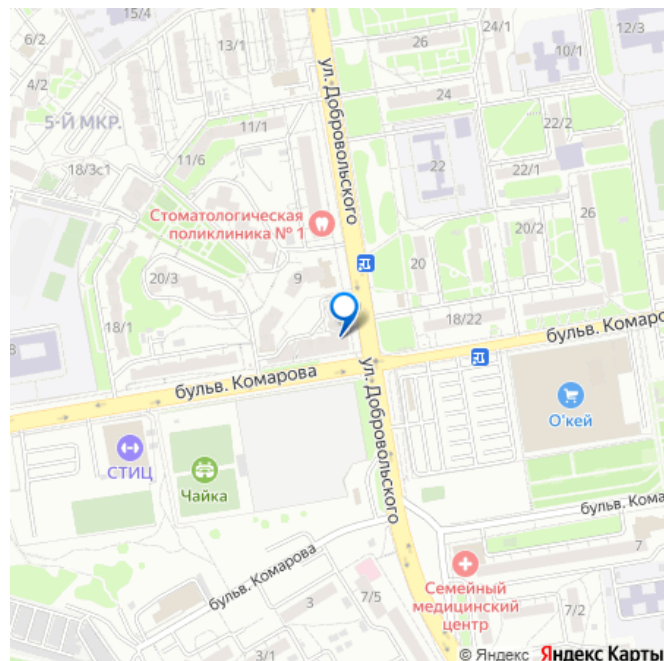 15/4
24/1
12/3
6/2
13/1
26
10/1
4/2
ул. Добровольского
24
5-Й МКР.
11/1
22/2
11/6
18/3с1
22
22/1
Стоматологическая
поликлиника № 1
26
20/2
20
20/3
9
18/1
18/22
8
бульв. Комаро
бульв. Комарова
ул. Добровольского
О'кей
СТИЦ
Чайка
бульв. Кома
бульв. Комарова
7
Семейный
медицинский
центр
3
7/5
7/2
3/1
© Яндекс Яндекс Карты